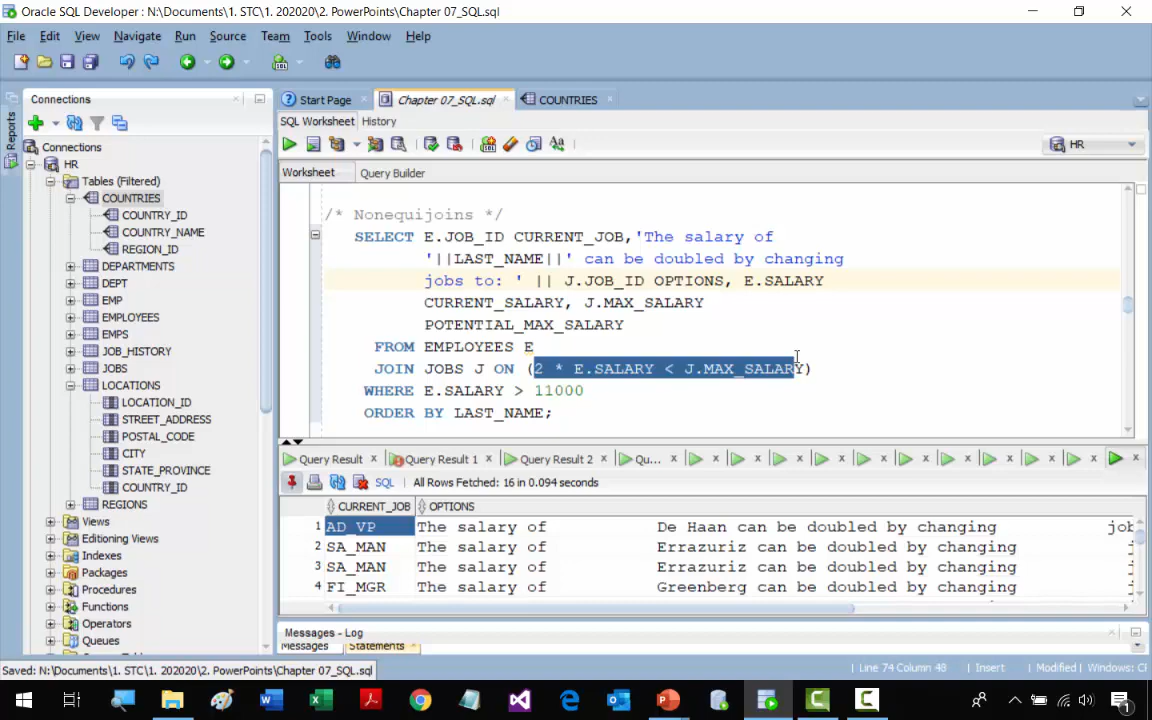 Oracle SQL Developer : N:\Documents\1. STC\1. 202020\2. PowerPoints\Chapter 07_SQL.sql
File Edit View Navigate Run Source Team Tools Window Help
Reports
Connections
Connections
HR
Tables (Filtered)
COUNTRIES
COUNTRY_ID
COUNTRY_NAME
REGION_ID
DEPARTMENTS
DEPT
EMP
EMPLOYEES
EMPS
JOB_HISTORY
JOBS
LOCATIONS
LOCATION_ID
STREET_ADDRESS
POSTAL_CODE
CITY
STATE_PROVINCE
COUNTRY_ID
REGIONS
Views
Editioning Views
Indexes
Packages
Procedures
Functions
Operators
Queues
Start Page Chapter 07_SQL.sql COUNTRIES
SQL Worksheet History
HR
Worksheet Query Builder
/* Nonequijoins */
SELECT E.JOB_ID CURRENT_JOB,'The salary of
'||LAST_NAME||' can be doubled by changing
jobs to: ' || J.JOB_ID OPTIONS, E.SALARY
CURRENT_SALARY, J.MAX_SALARY
POTENTIAL_MAX_SALARY
FROM EMPLOYEES E
JOIN JOBS J ON (2 * E.SALARY < J.MAX_SALARY)
WHERE E.SALARY > 11000
ORDER BY LAST_NAME;
Query Result Query Result 1 Query Result 2 Qu...
SQL All Rows Fetched: 16 in 0.094 seconds
CURRENT_JOB OPTIONS
1 AD_VP The salary of De Haan can be doubled by changing job
2 SA_MAN The salary of Errazuriz can be doubled by changing
3 SA_MAN The salary of Errazuriz can be doubled by changing
4 FI_MGR The salary of Greenberg can be doubled by changing
Messages - Log
Messages Statements
Saved: N:\Documents\1. STC\1. 202020\2. PowerPoints\Chapter 07_SQL.sql
Line 74 Column 48 Insert Modified Windows: CF
1